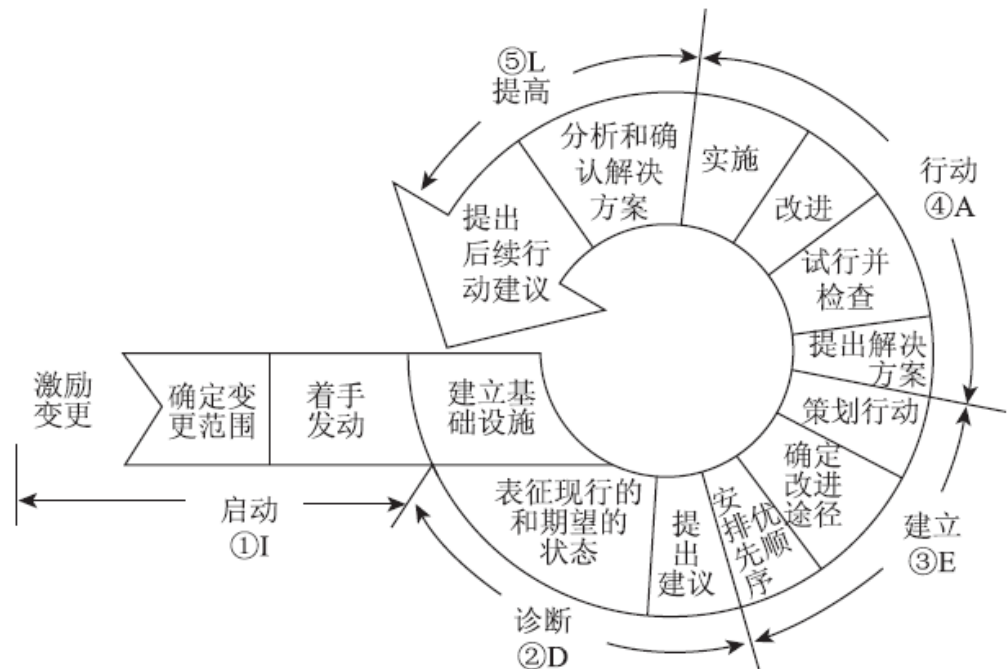 激励
变更
确定变
更范围
着手
发动
建立基
础设施
启动
①I
表征现行的
和期望的
状态
提
出
建议
诊断
②D
安排优先顺序
确定
改进
途径
策划行动
建立
③E
提出解决
方案
试行并
检查
改进
实施
行动
④A
分析和确
认解决
方案
提出
后续行
动建议
⑤L
提高